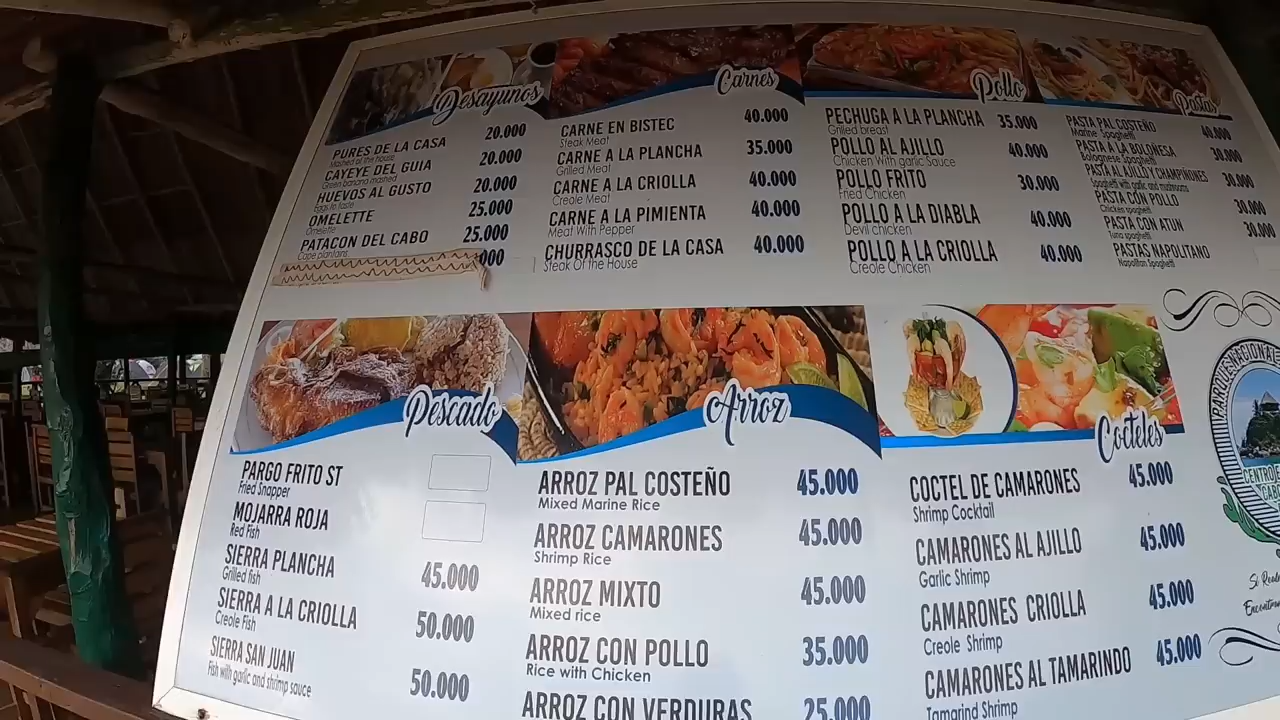 Desayunos
PURES DE LA CASA 20.000
Mashed of the house
CAYEYE DEL GUIA 20.000
Green banana mashed
HUEVOS AL GUSTO 20.000
Eggs to taste
OMELETTE 25.000
Omelette
PATACON DEL CABO 25.000
Cape plantains
000
Carnes
CARNE EN BISTEC 40.000
Steak Meat
CARNE A LA PLANCHA 35.000
Grilled Meat
CARNE A LA CRIOLLA 40.000
Creole Meat
CARNE A LA PIMIENTA 40.000
Meat With Pepper
CHURRASCO DE LA CASA 40.000
Steak Of the House
Pollo
PECHUGA A LA PLANCHA 35.000
Grilled breast
POLLO AL AJILLO 40.000
Chicken With garlic Sauce
POLLO FRITO 30.000
Fried Chicken
POLLO A LA DIABLA 40.000
Devil chicken
POLLO A LA CRIOLLA 40.000
Creole Chicken
Pastas
PASTA PAL COSTEÑO 40.000
Marine Spaghetti
PASTA A LA BOLOÑESA 30.000
Bolognese Spaghetti
PASTA AL AJILLO Y CHAMPIÑONES 30.000
Spaghetti with garlic and mushrooms
PASTA CON POLLO 30.000
Chicken spaghetti
PASTA CON ATUN 30.000
Tuna spaghetti
PASTAS NAPOLITANO
Napolitan Spaghetti
Pescado
PARGO FRITO ST
Fried Snapper
MOJARRA ROJA
Red Fish
SIERRA PLANCHA 45.000
Grilled fish
SIERRA A LA CRIOLLA 50.000
Creole Fish
SIERRA SAN JUAN 50.000
Fish with garlic and shrimp sauce
Arroz
ARROZ PAL COSTEÑO 45.000
Mixed Marine Rice
ARROZ CAMARONES 45.000
Shrimp Rice
ARROZ MIXTO 45.000
Mixed rice
ARROZ CON POLLO 35.000
Rice with Chicken
ARROZ CON VERDURAS 25.000
Cocteles
COCTEL DE CAMARONES 45.000
Shrimp Cocktail
CAMARONES AL AJILLO 45.000
Garlic Shrimp
CAMARONES CRIOLLA 45.000
Creole Shrimp
CAMARONES AL TAMARINDO 45.000
Tamarind Shrimp
PARQUES NACIONALE
CENTRO E